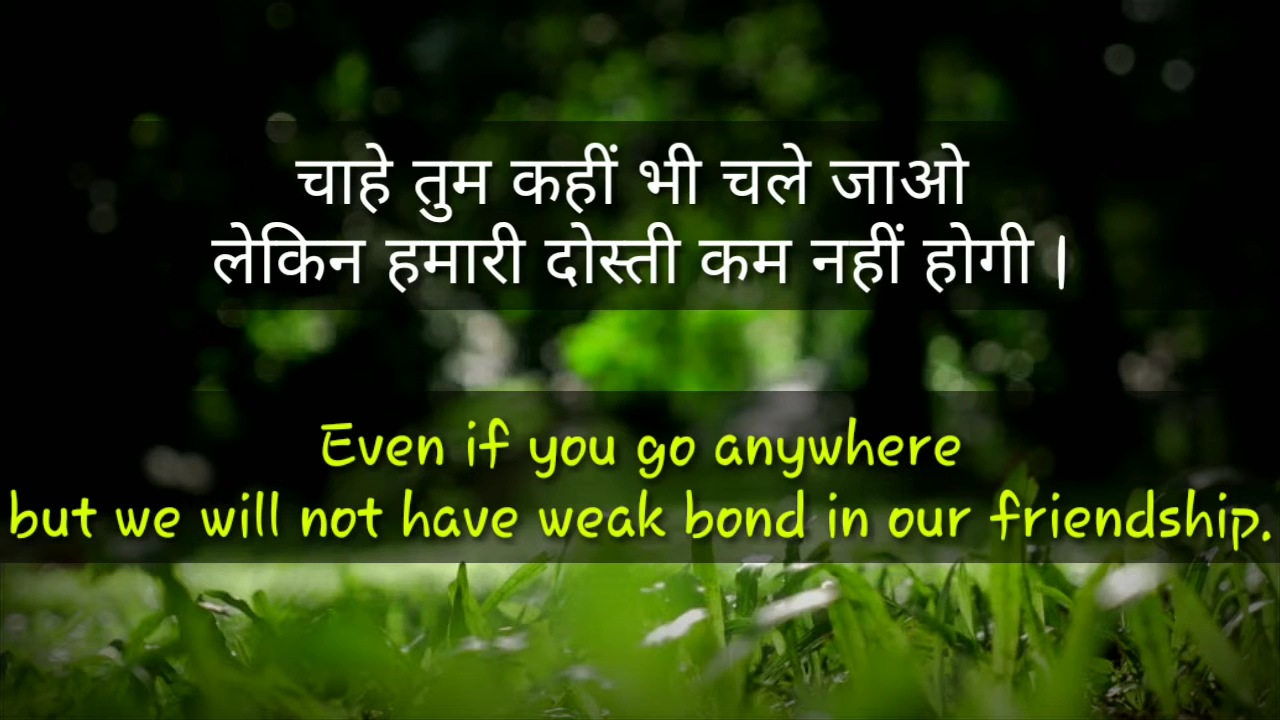 चाहे तुम कहीं भी चले जाओ
लेकिन हमारी दोस्ती कम नहीं होगी ।
Even if you go anywhere
but we will not have weak bond in our friendship.